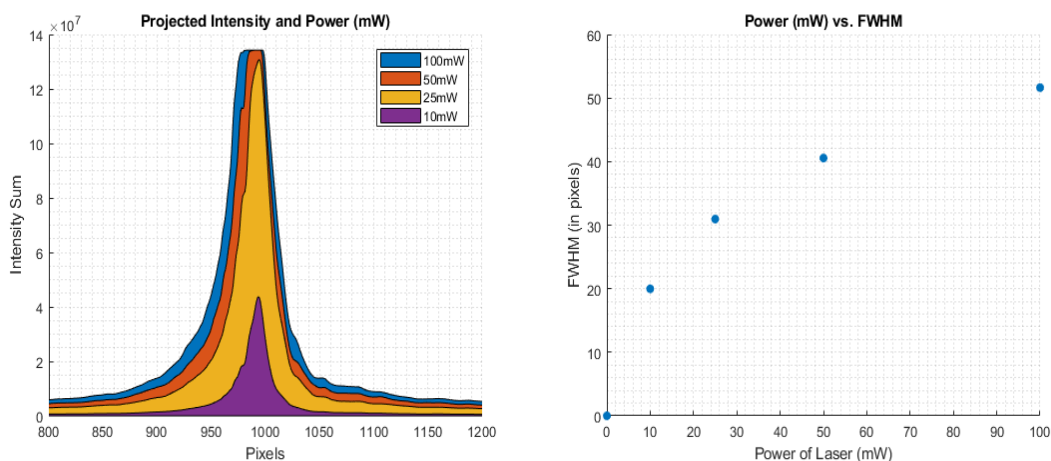 Projected Intensity and Power (mW)
×10⁷
14
12
10
8
6
4
2
0
Intensity Sum
100mW
50mW
25mW
10mW
800 850 900 950 1000 1050 1100 1150 1200
Pixels
Power (mW) vs. FWHM
60
50
40
30
20
10
0
FWHM (in pixels)
0 10 20 30 40 50 60 70 80 90 100
Power of Laser (mW)